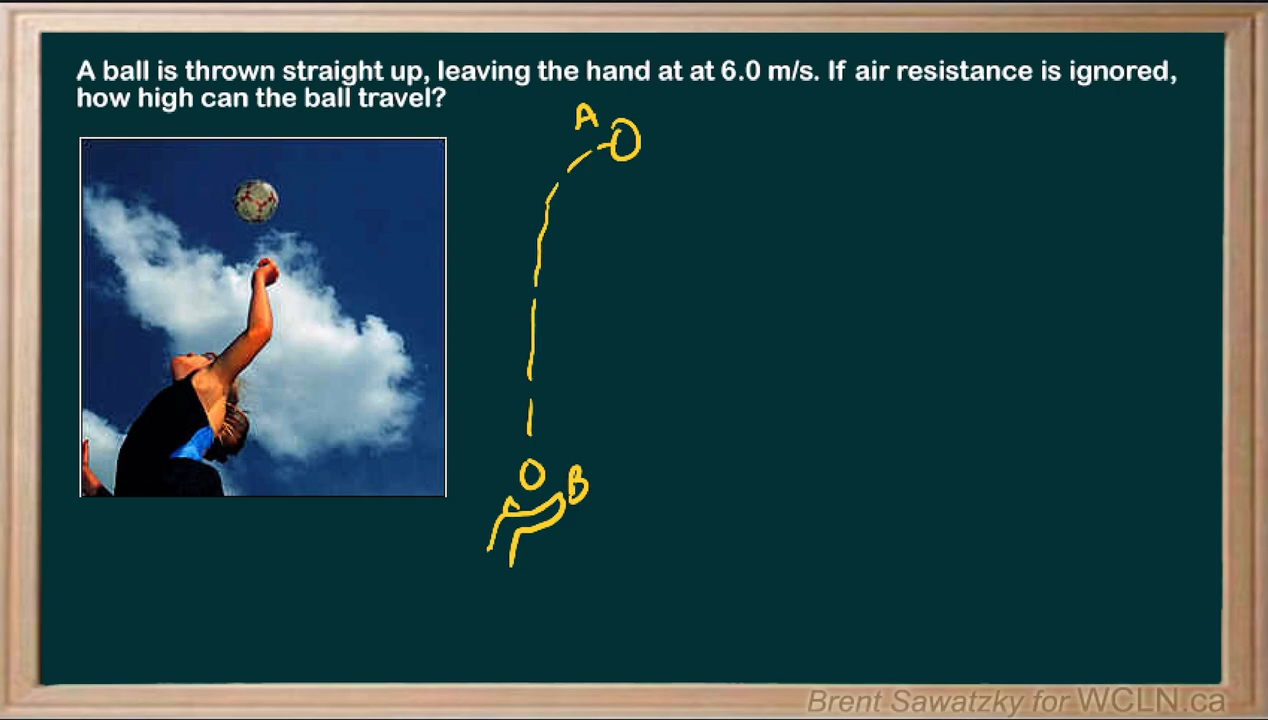 A ball is thrown straight up, leaving the hand at at 6.0 m/s. If air resistance is ignored,
how high can the ball travel?
A
B
Brent Sawatzky for WCLN.ca